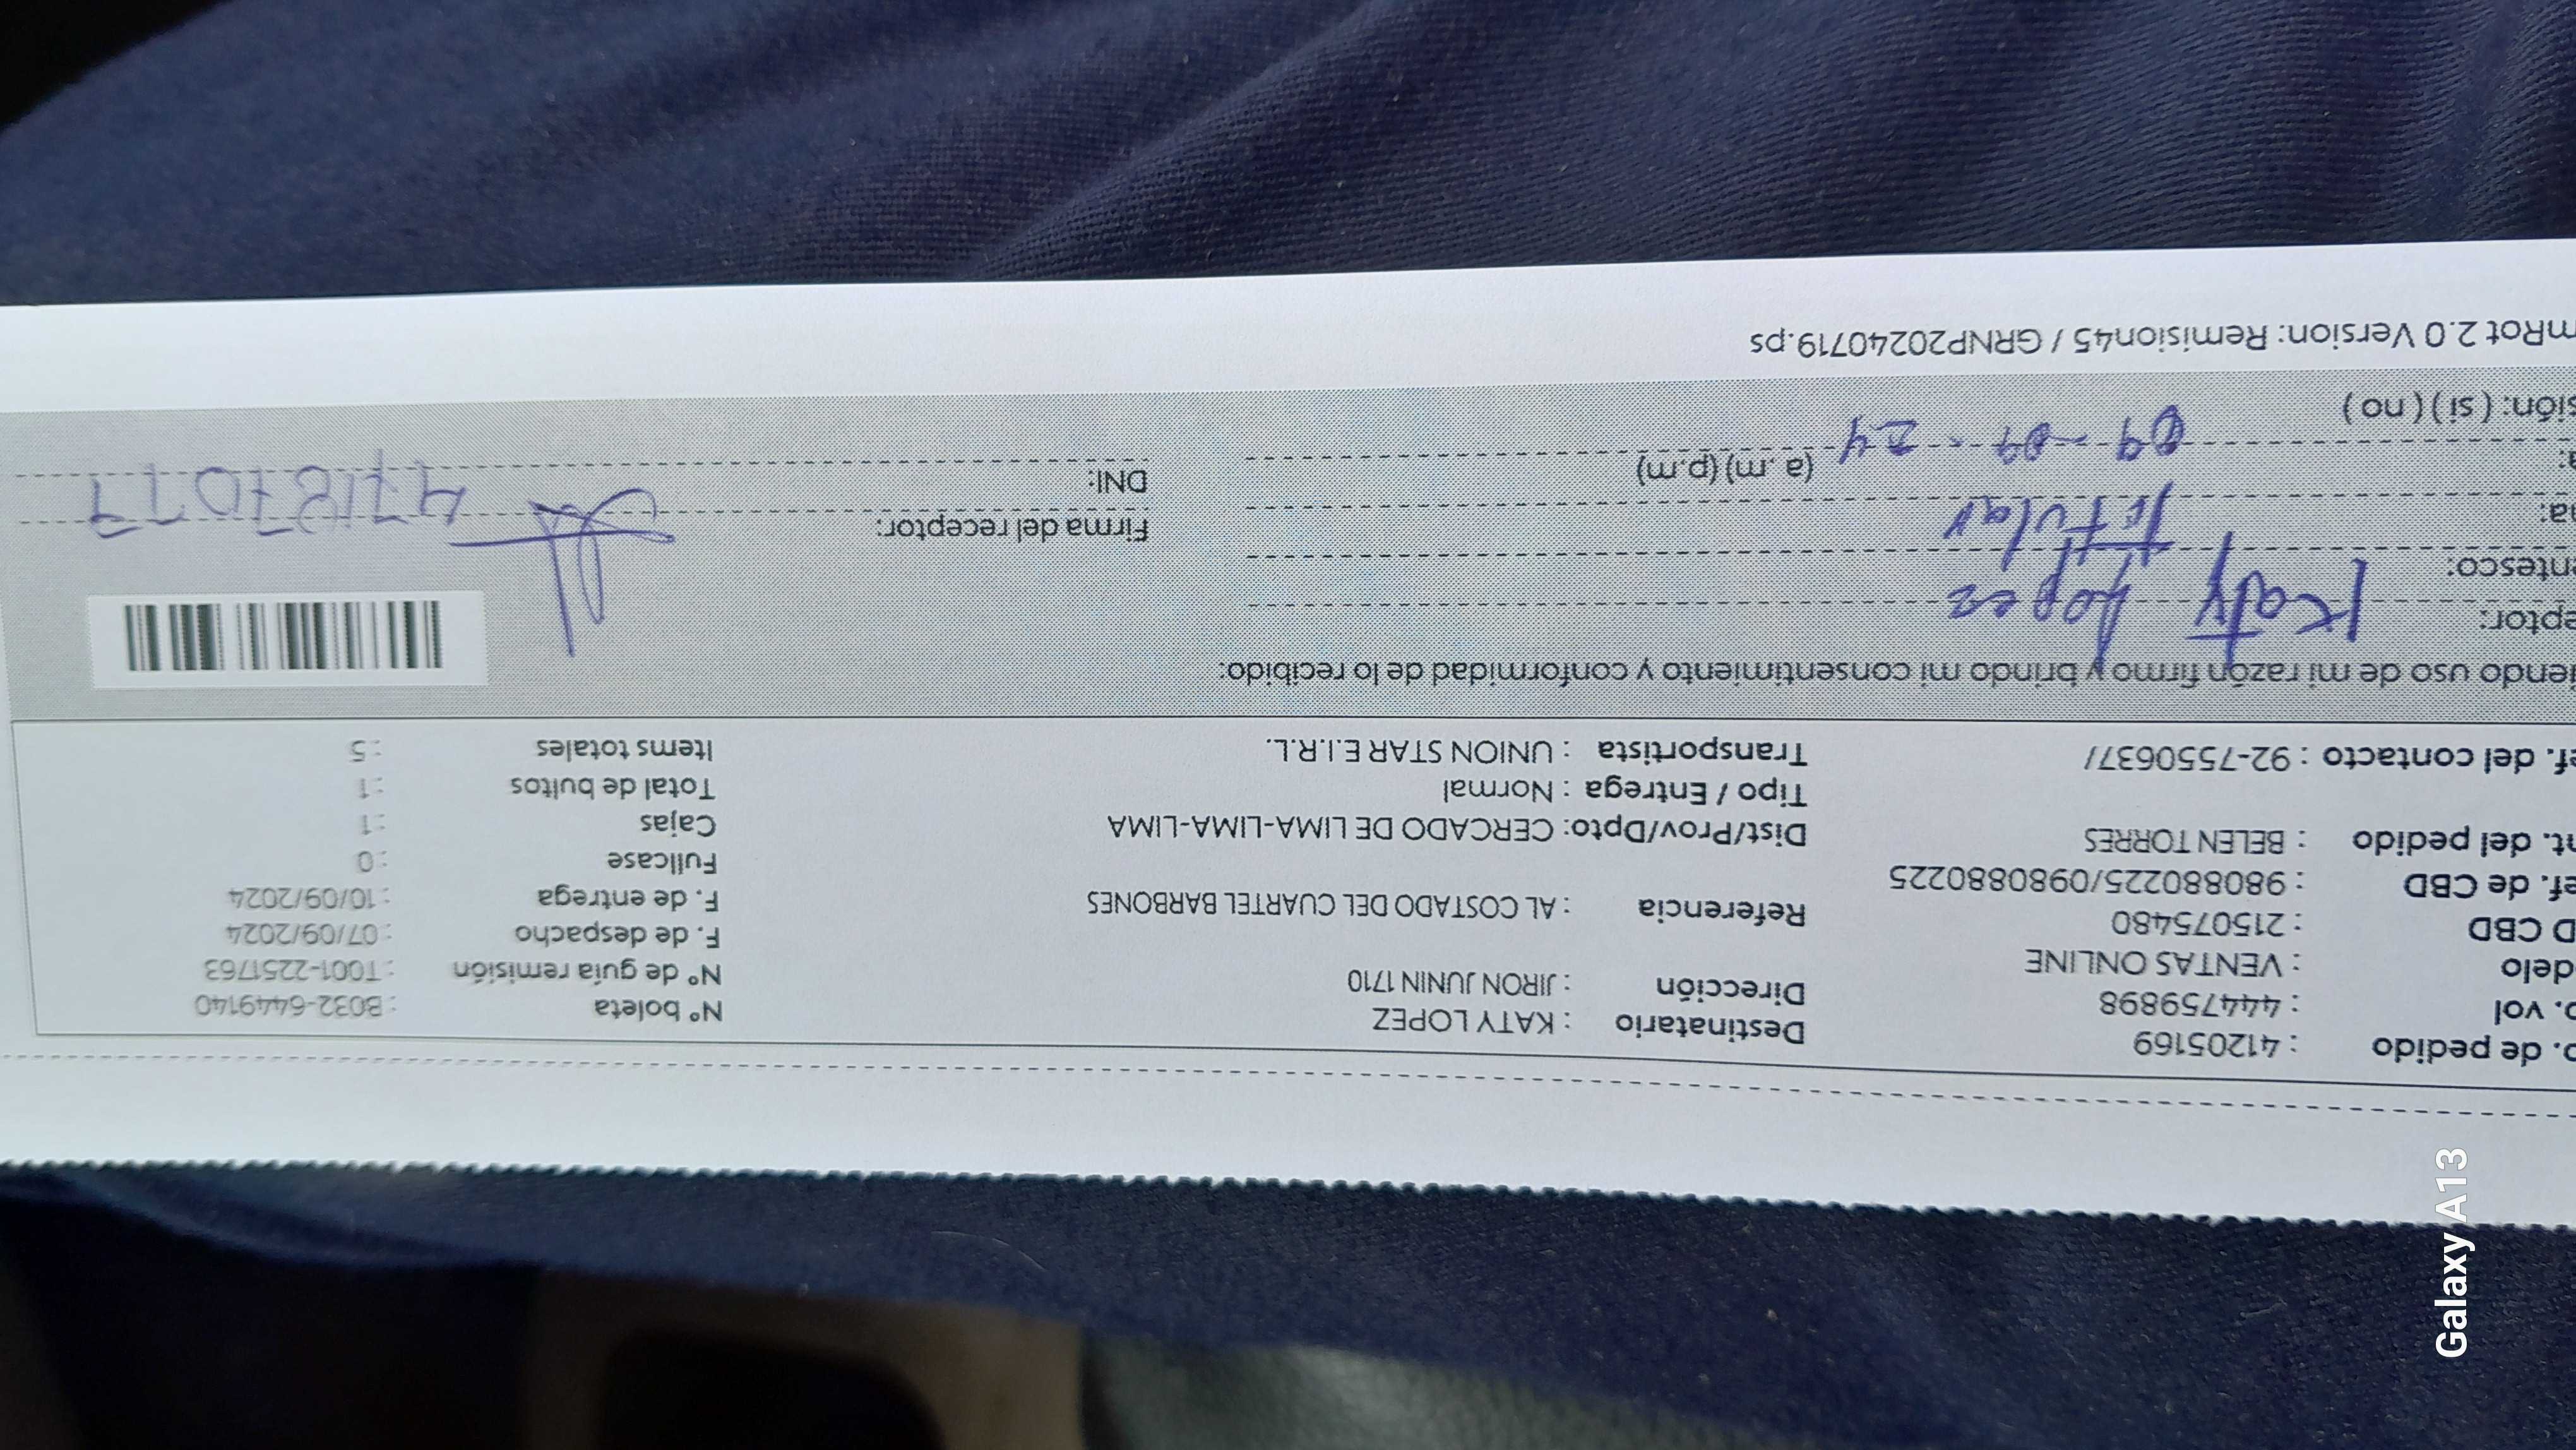 o. de pedido : 41205169
o. vol : 444759898
delo : VENTAS ONLINE
D CBD : 215075480
ef. de CBD : 980880225/0980880225
nt. del pedido : BELEN TORRES
ef. del contacto : 92-7550637/
Destinatario : KATY LOPEZ
Dirección : JIRON JUNIN 1710
Referencia : AL COSTADO DEL CUARTEL BARBONES
Dist/Prov/Dpto: CERCADO DE LIMA-LIMA-LIMA
Tipo / Entrega : Normal
Transportista : UNION STAR E.I.R.L.
N° boleta : B032-6449140
N° de guía remisión : T001-2251763
F. de despacho : 07/09/2024
F. de entrega : 10/09/2024
Fullcase : 0
Cajas : 1
Total de bultos : 1
Items totales : 5
iendo uso de mi razón firmo y brindo mi consentimiento y conformidad de lo recibido:
eptor: Katy Lopez
entesco: Titular
na:
a: 09-09-24 (a.m) (p.m)
sión: ( si ) ( no )
Firma del receptor:
DNI: 47187077
mRot 2.0 Version: Remision45 / GRNP20240719.ps
Galaxy A13